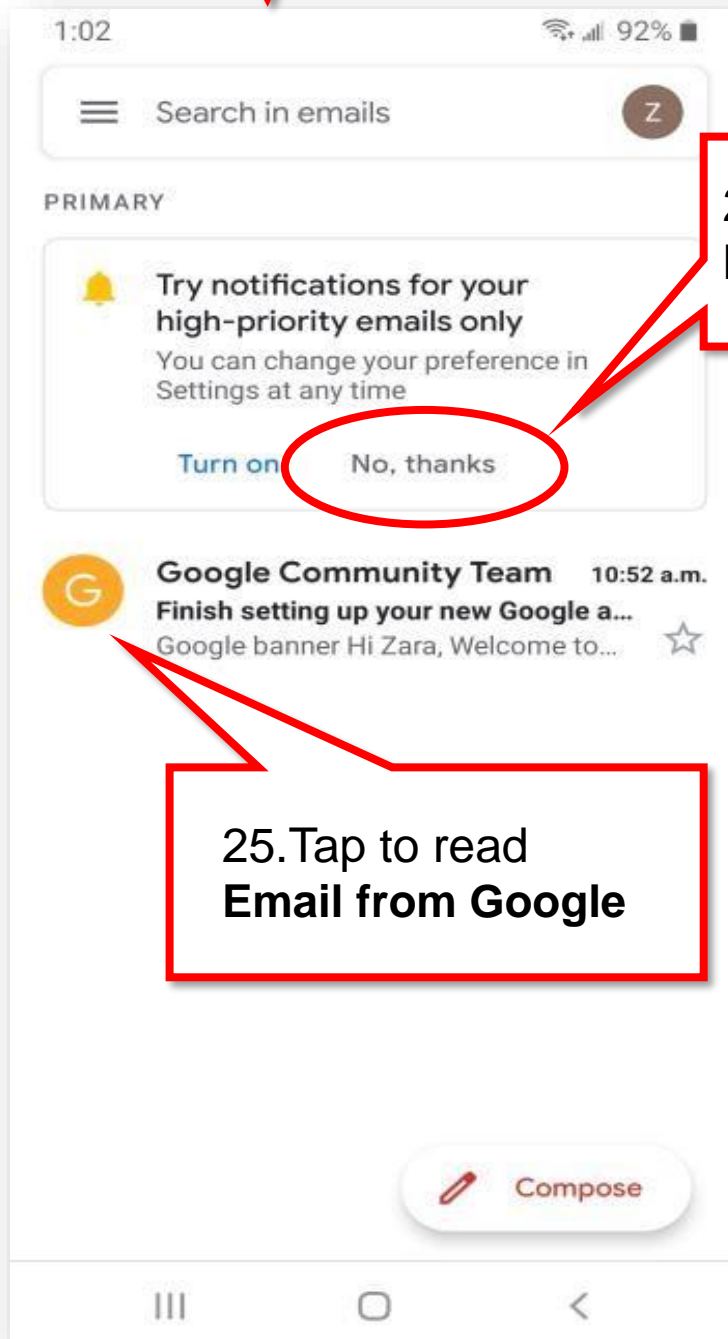 1:02 92%
Search in emails Z
PRIMARY
Try notifications for your
high-priority emails only
You can change your preference in
Settings at any time
Turn on No, thanks
G Google Community Team 10:52 a.m.
Finish setting up your new Google a...
Google banner Hi Zara, Welcome to...
25.Tap to read
Email from Google
Compose